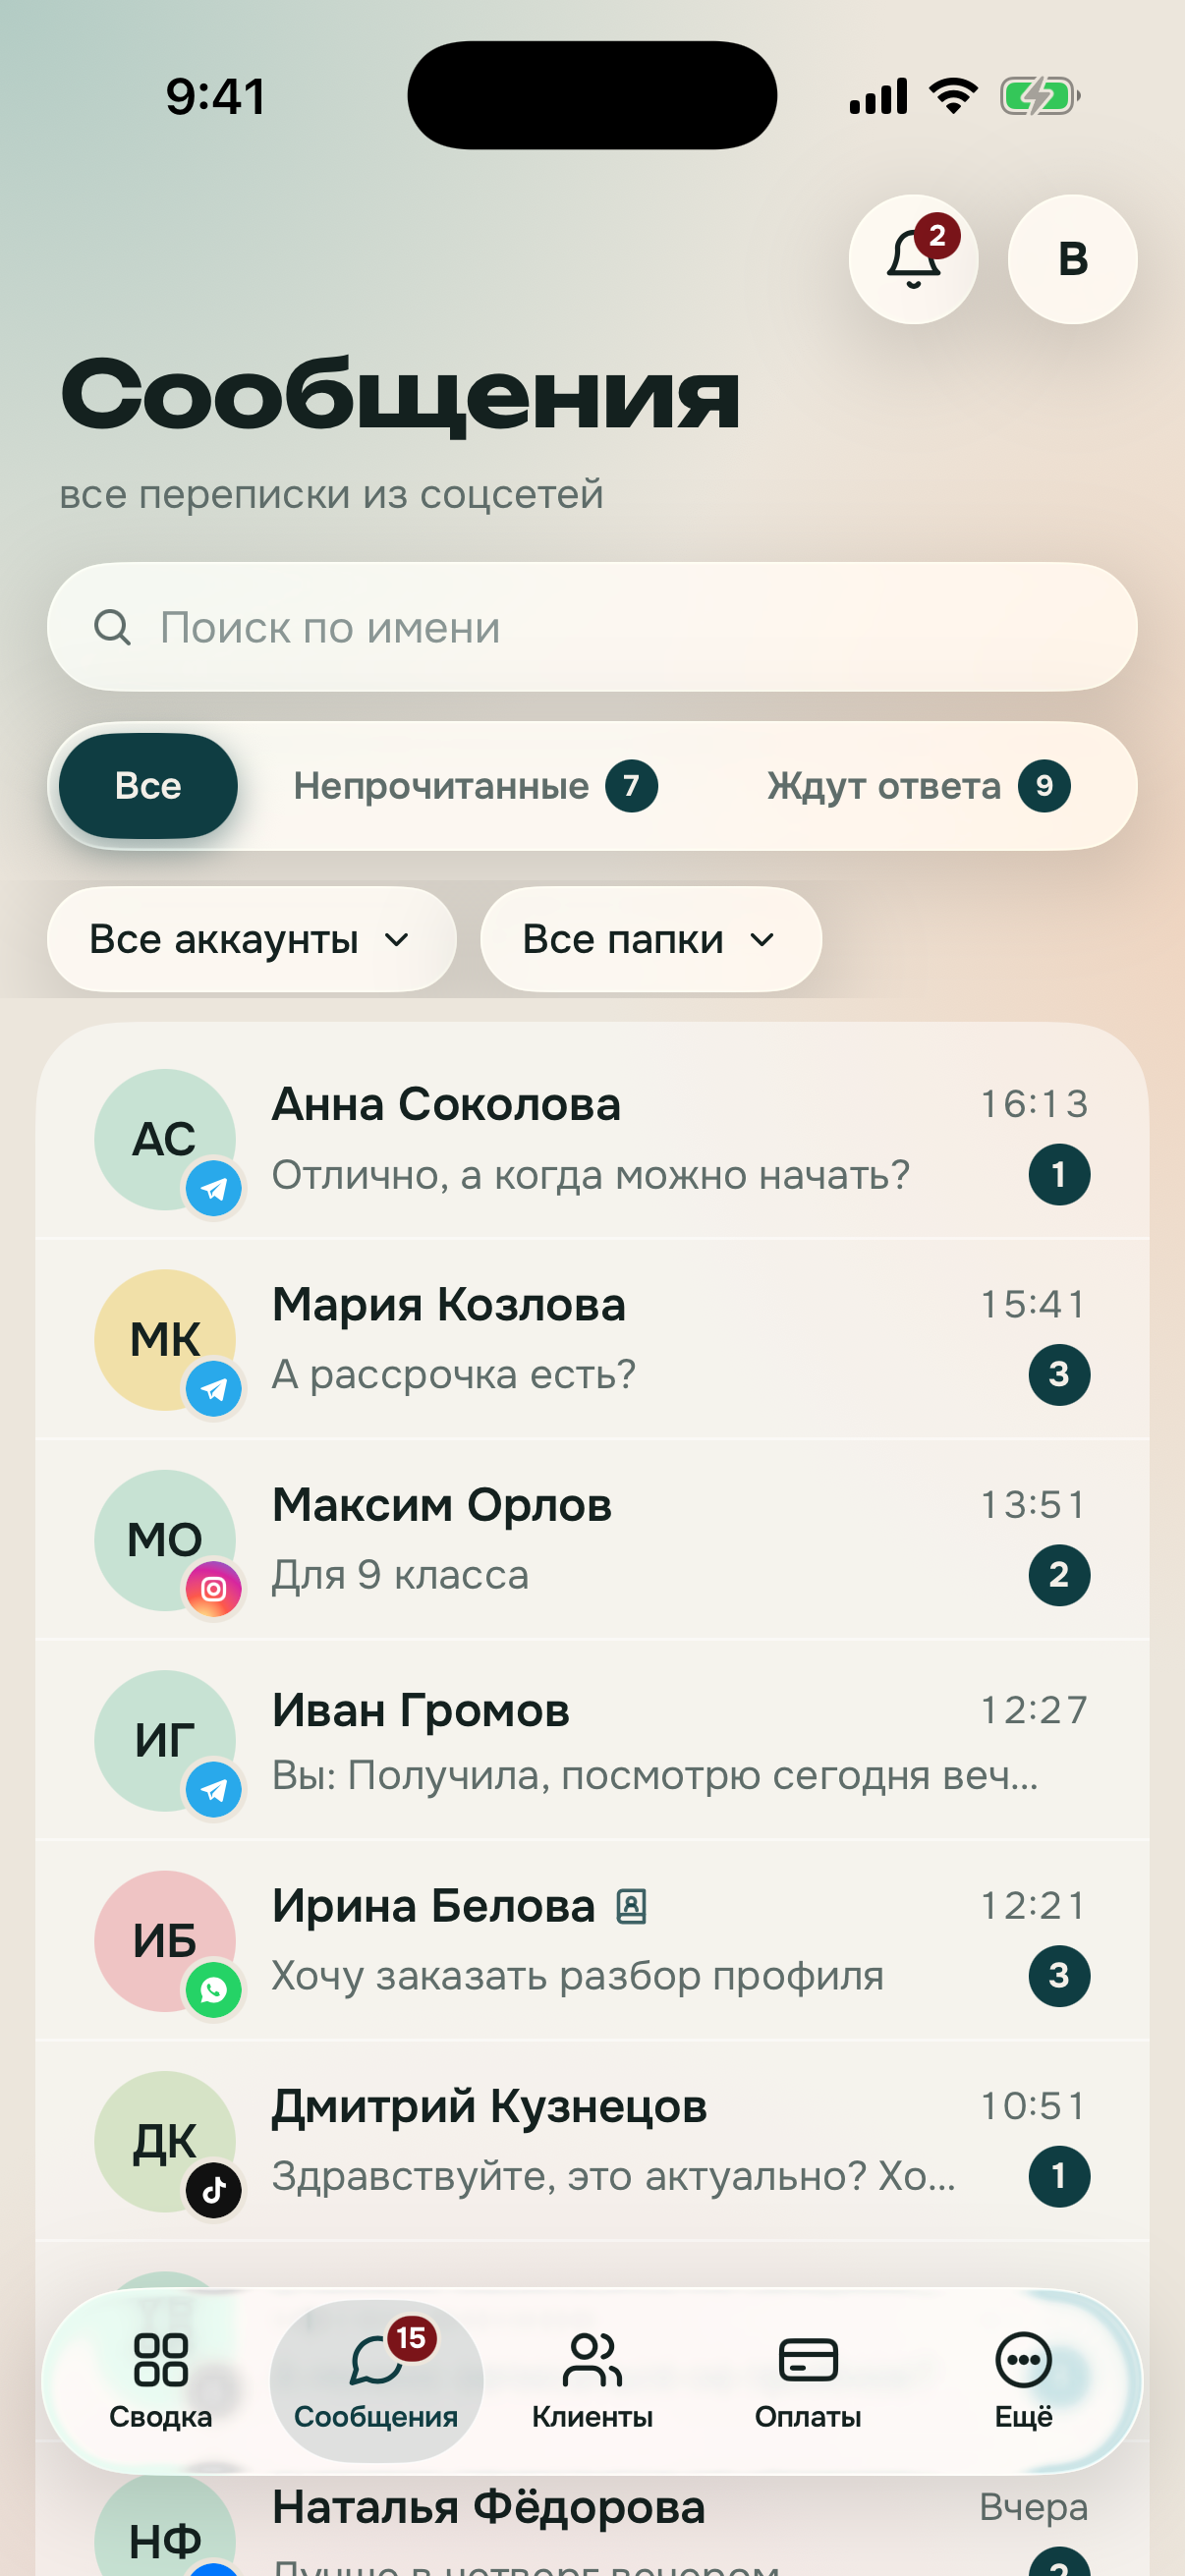 9:41
2
B
Сообщения
все переписки из соцсетей
Поиск по имени
Все Непрочитанные 7 Ждут ответа 9
Все аккаунты Все папки
АС Анна Соколова 16:13
Отлично, а когда можно начать? 1
МК Мария Козлова 15:41
А рассрочка есть? 3
МО Максим Орлов 13:51
Для 9 класса 2
ИГ Иван Громов 12:27
Вы: Получила, посмотрю сегодня веч...
ИБ Ирина Белова 12:21
Хочу заказать разбор профиля 3
ДК Дмитрий Кузнецов 10:51
Здравствуйте, это актуально? Хо... 1
15
Сводка Сообщения Клиенты Оплаты Ещё
НФ Наталья Фёдорова Вчера
Лучше в четверг вечером